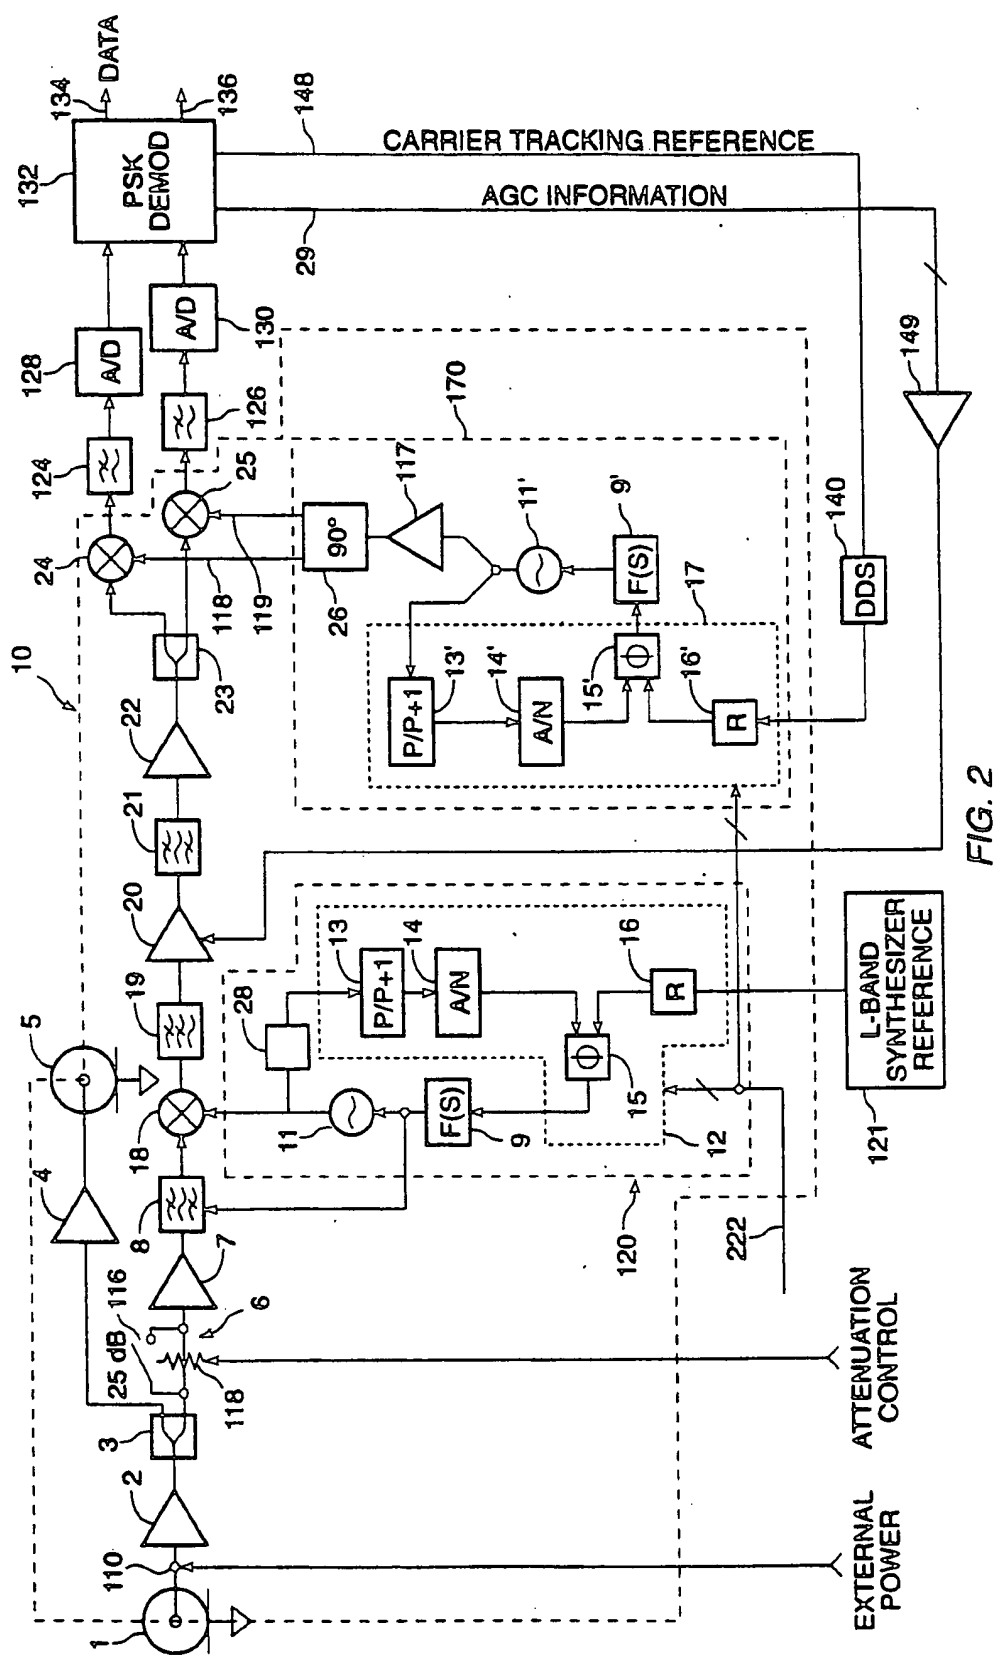 10
1
110
2
3
4
5
25 dB
116
118
6
7
8
18
19
20
21
22
23
24
25
124
126
128
A/D
A/D
130
132
PSK
DEMOD
134
DATA
136
148
CARRIER TRACKING REFERENCE
AGC INFORMATION
29
149
140
DDS
170
117
90°
26
118
119
11'
9'
F(S)
17
P/P+1
13'
14'
A/N
15'
Φ
16'
R
28
13
P/P+1
14
A/N
16
R
Φ
15
11
F(S)
9
12
120
222
L-BAND
SYNTHESIZER
REFERENCE
121
ATTENUATION
CONTROL
EXTERNAL
POWER
FIG. 2